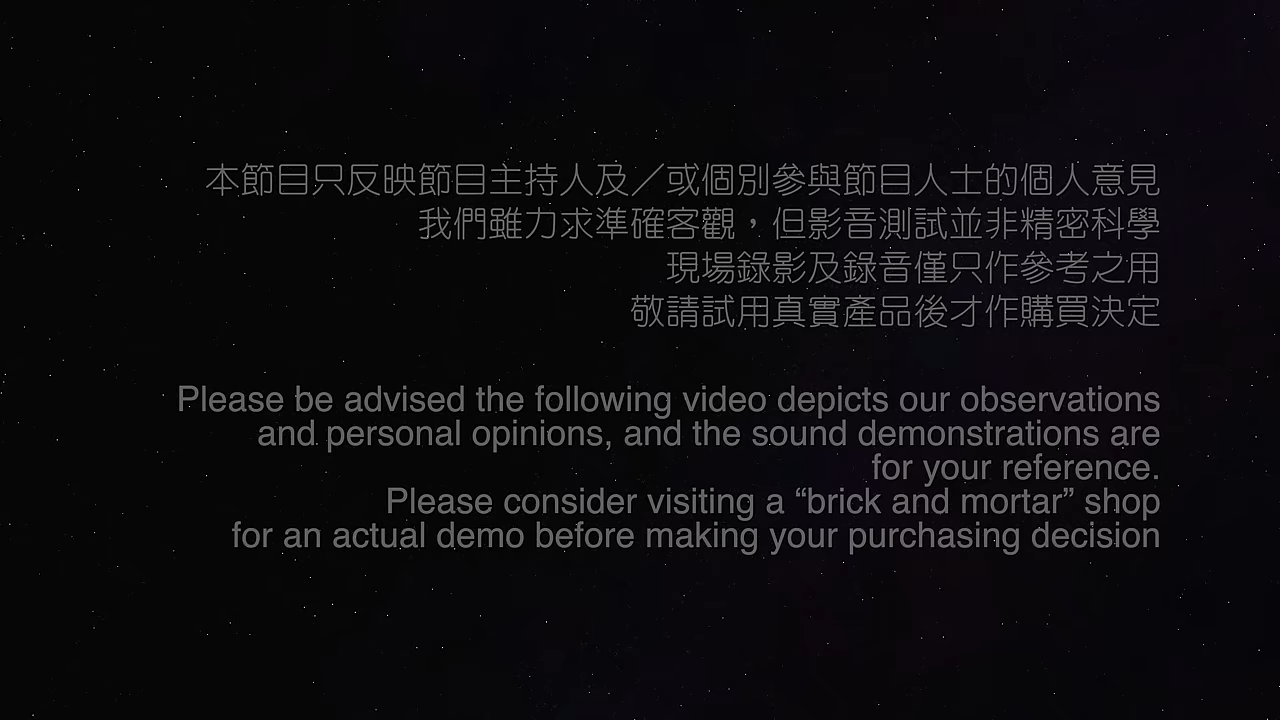 本節目只反映節目主持人及／或個別參與節目人士的個人意見
我們雖力求準確客觀，但影音測試並非精密科學
現場錄影及錄音僅只作參考之用
敬請試用真實產品後才作購買決定
Please be advised the following video depicts our observations
and personal opinions, and the sound demonstrations are
for your reference.
Please consider visiting a “brick and mortar” shop
for an actual demo before making your purchasing decision